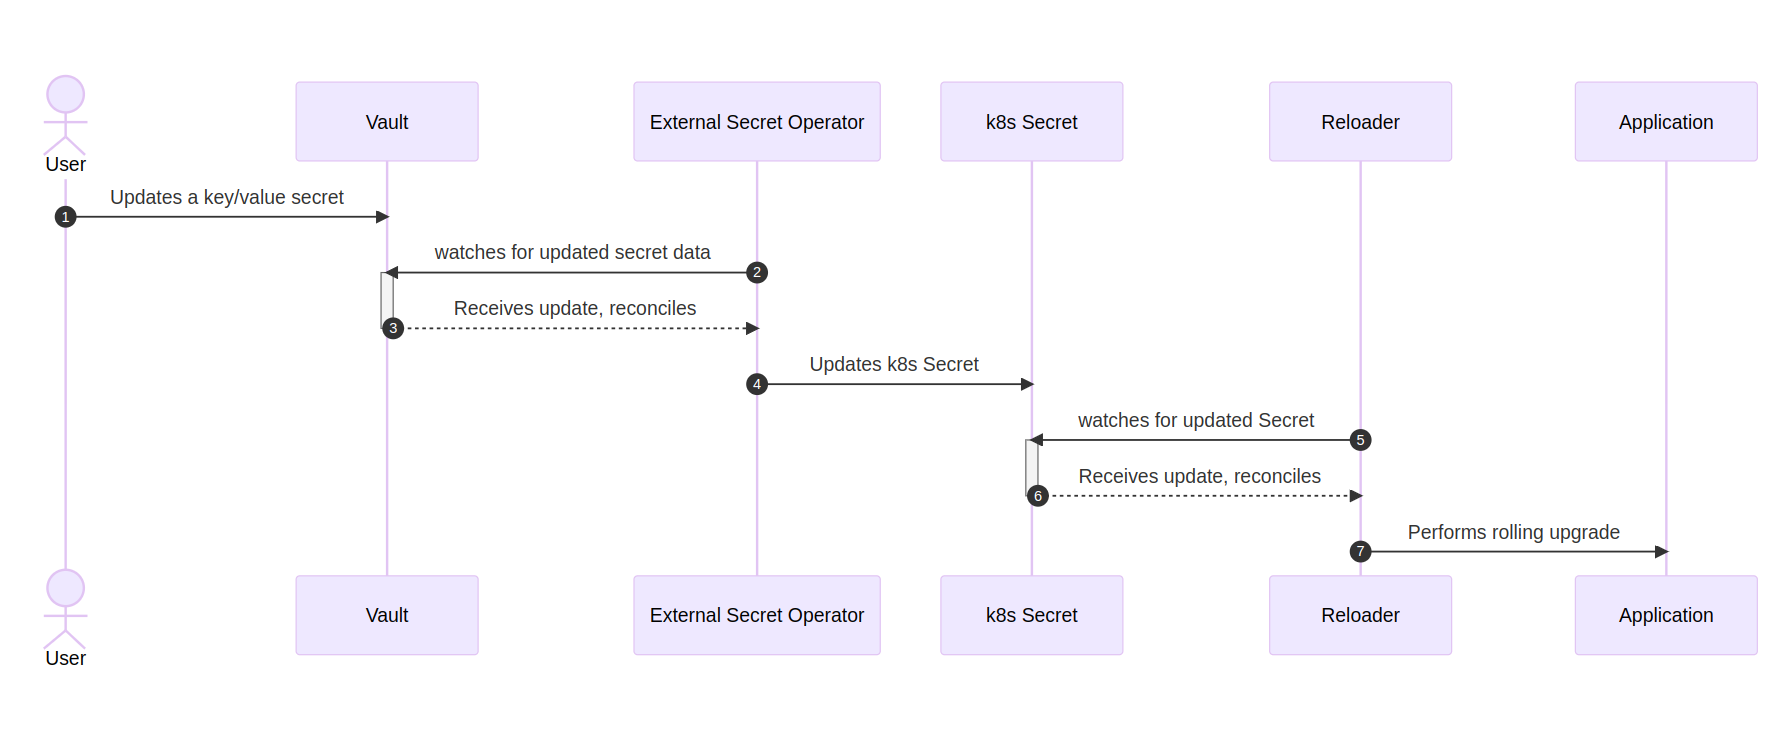 Vault
External Secret Operator
k8s Secret
Reloader
Application
User
Updates a key/value secret
1
watches for updated secret data
2
Receives update, reconciles
3
Updates k8s Secret
4
watches for updated Secret
5
Receives update, reconciles
6
Performs rolling upgrade
7
Vault
External Secret Operator
k8s Secret
Reloader
Application
User